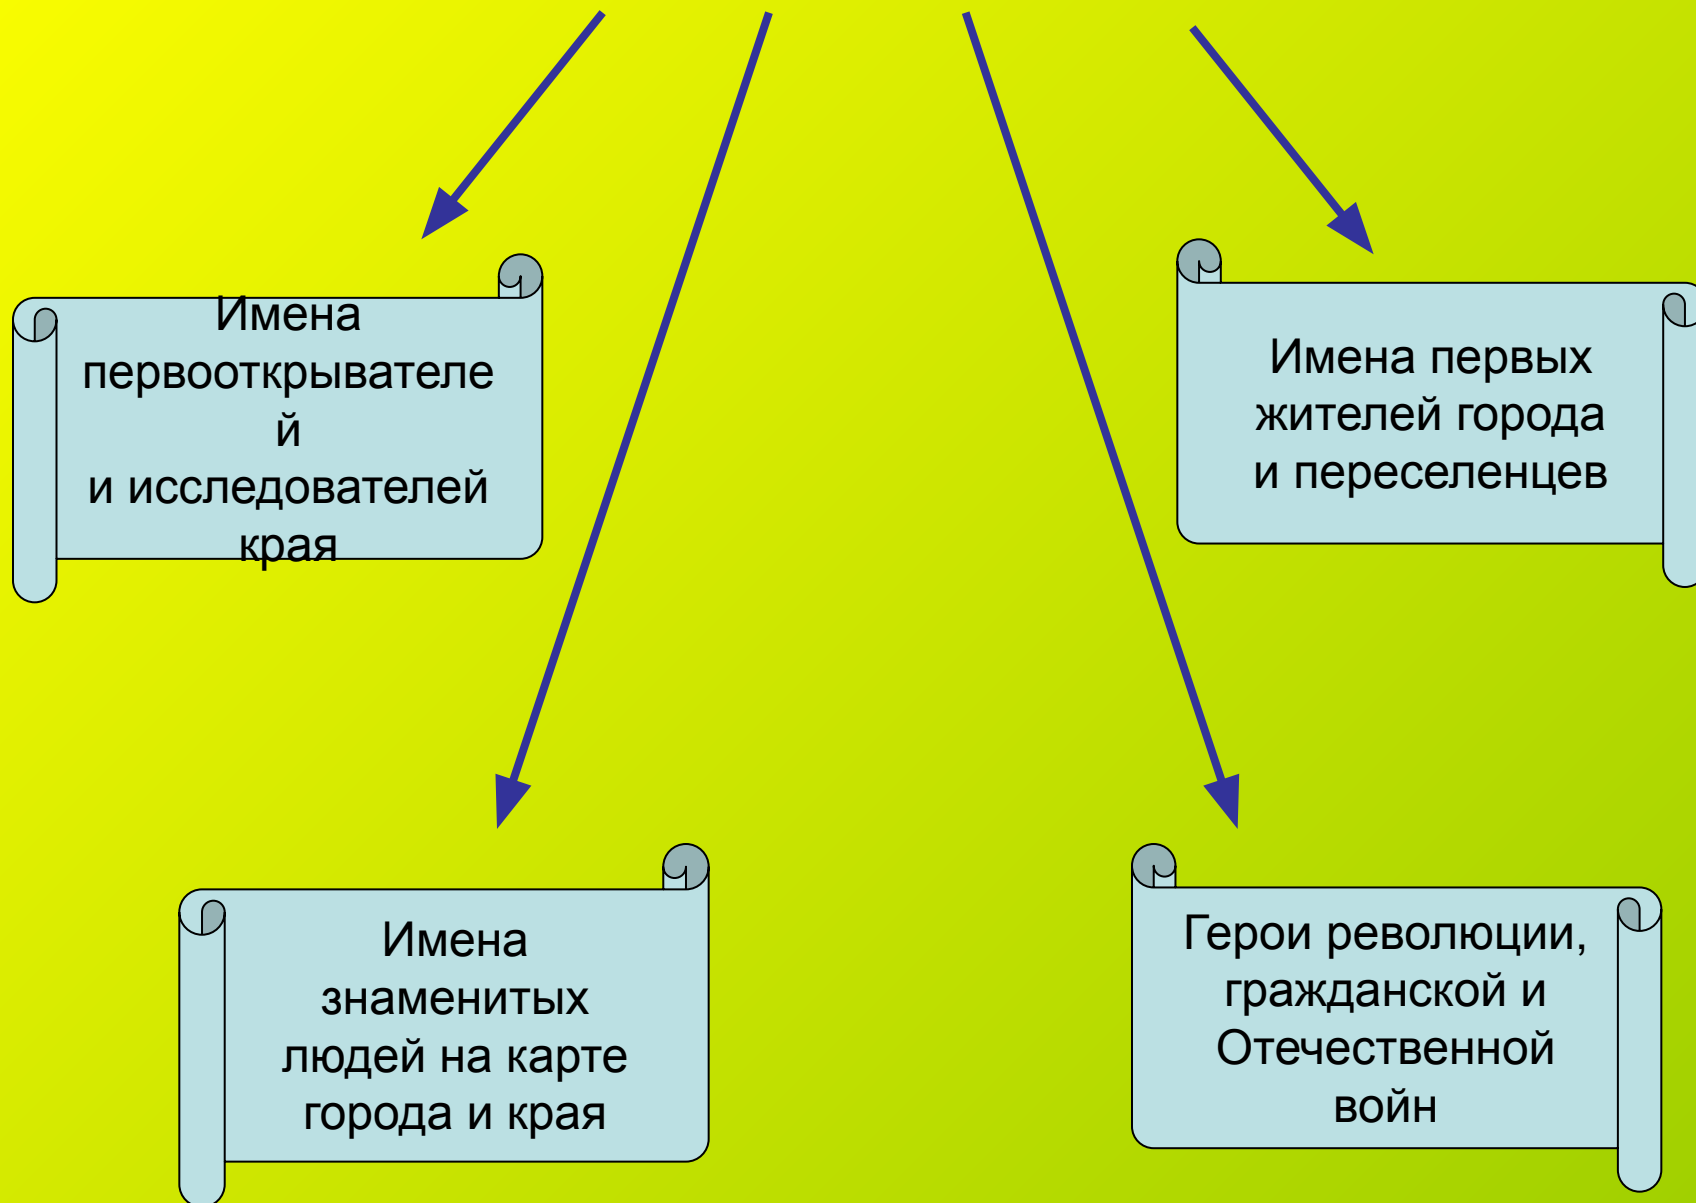 Имена
первооткрывателе
й
и исследователей
края
Имена первых
жителей города
и переселенцев
Имена
знаменитых
людей на карте
города и края
Герои революции,
гражданской и
Отечественной
войн